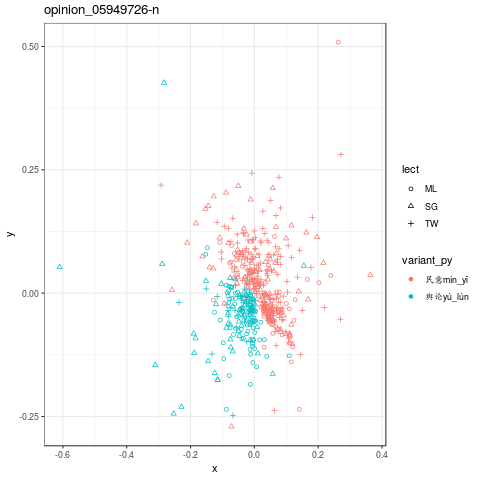 opinion_05949726-n
0.50
0.25
0.00
-0.25
-0.6
-0.4
-0.2
0.0
0.2
0.4
x
y
lect
ML
SG
TW
variant_py
民意mín_yì
舆论yú_lùn